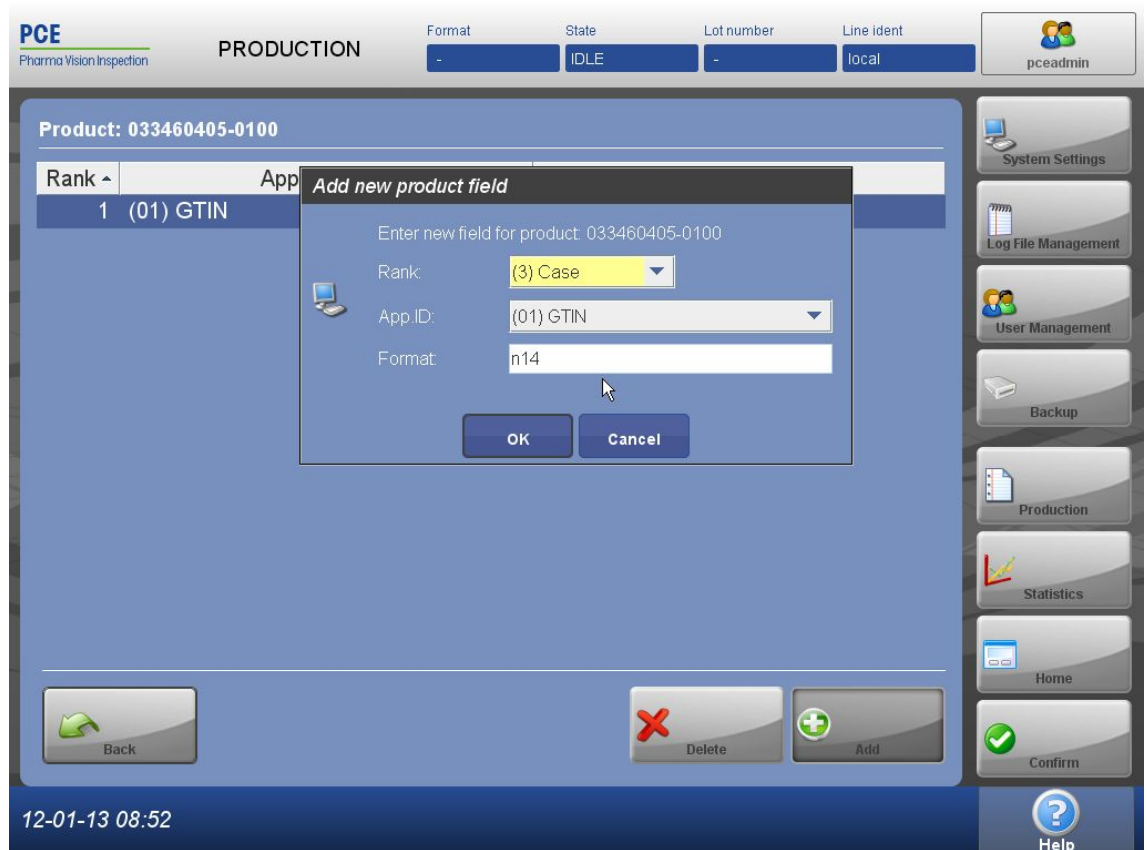 PCE
Pharma Vision Inspection
PRODUCTION
Format
-
State
IDLE
Lot number
-
Line ident
local
pceadmin
Product: 033460405-0100
Rank
App
1 (01) GTIN
Add new product field
Enter new field for product: 033460405-0100
Rank:
(3) Case
App.ID:
(01) GTIN
Format:
n14
OK
Cancel
System Settings
Log File Management
User Management
Backup
Production
Statistics
Home
Confirm
Back
Delete
Add
12-01-13 08:52
Help